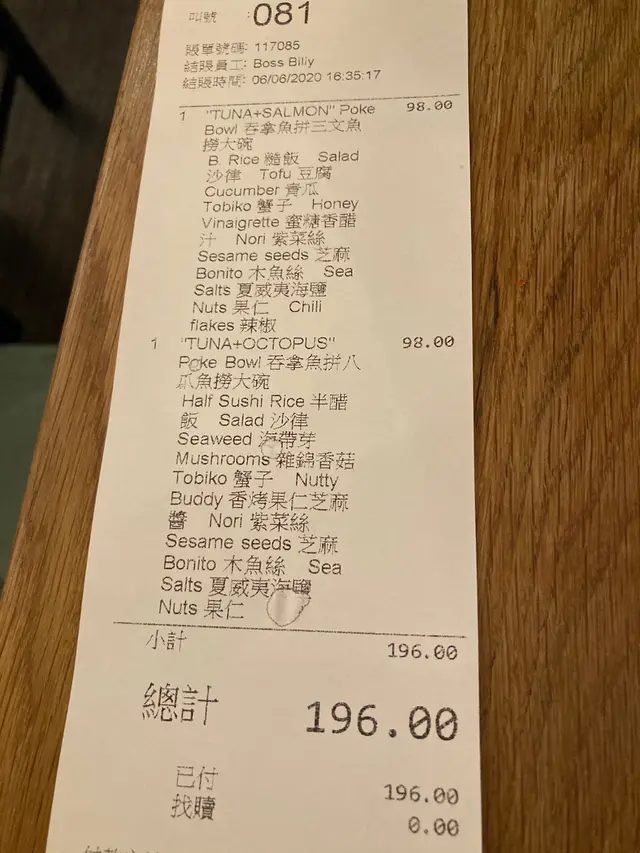 叫號 :081
賬單號碼: 117085
結賬員工: Boss Billy
結賬時間: 06/06/2020 16:35:17
1 "TUNA+SALMON" Poke 98.00
Bowl 吞拿魚拼三文魚
撈大碗
B. Rice 糙飯 Salad
沙律 Tofu 豆腐
Cucumber 青瓜
Tobiko 蟹子 Honey
Vinaigrette 蜜糖香醋
汁 Nori 紫菜絲
Sesame seeds 芝麻
Bonito 木魚絲 Sea
Salts 夏威夷海鹽
Nuts 果仁 Chili
flakes 辣椒
1 "TUNA+OCTOPUS" 98.00
Poke Bowl 吞拿魚拼八
爪魚撈大碗
Half Sushi Rice 半醋
飯 Salad 沙律
Seaweed 海帶芽
Mushrooms 雜錦香菇
Tobiko 蟹子 Nutty
Buddy 香烤果仁芝麻
醬 Nori 紫菜絲
Sesame seeds 芝麻
Bonito 木魚絲 Sea
Salts 夏威夷海鹽
Nuts 果仁
小計 196.00
總計 196.00
已付 196.00
找贖 0.00